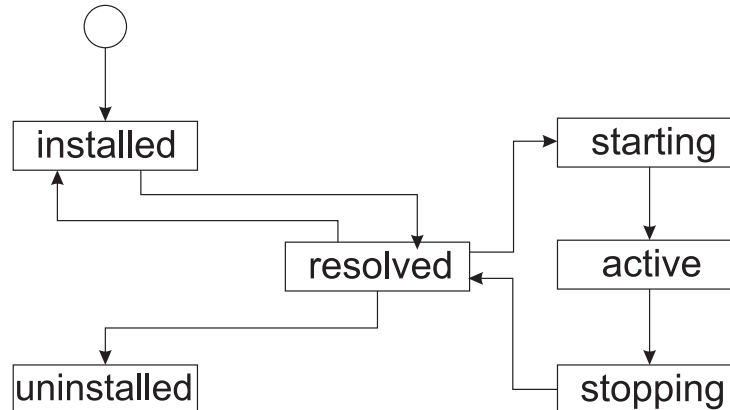 installed
starting
resolved
active
uninstalled
stopping